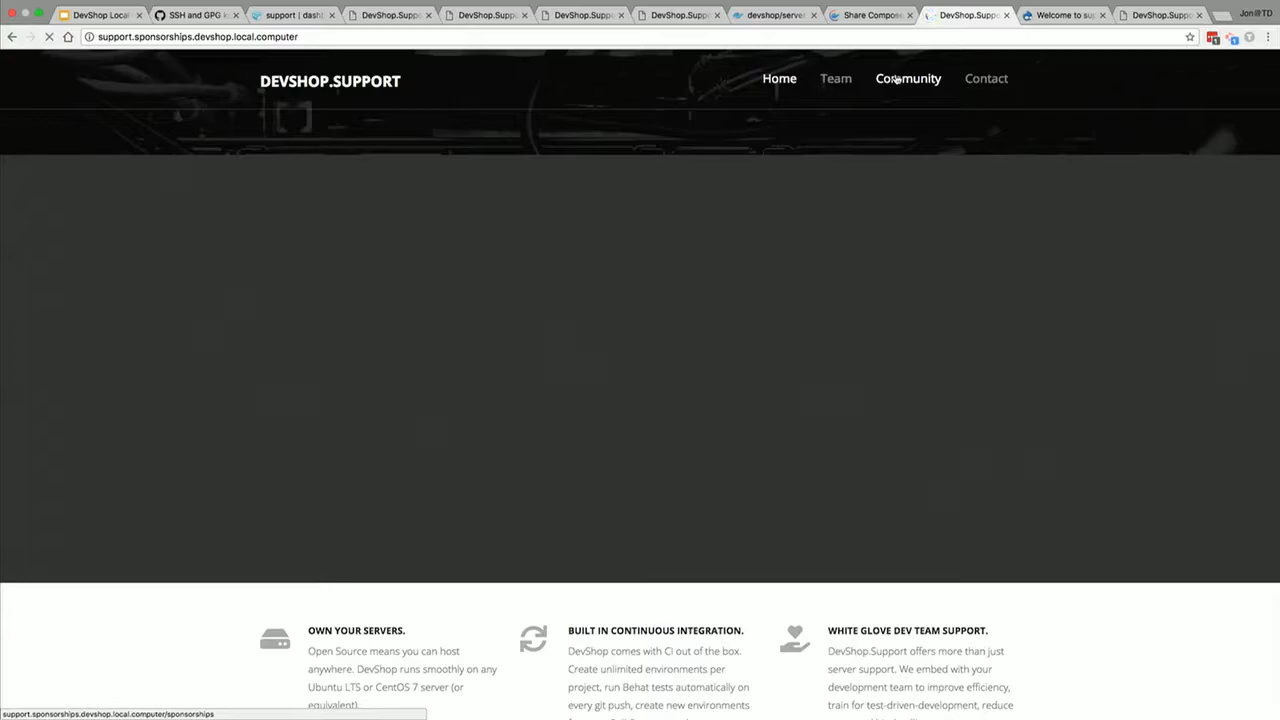 DevShop Local
SSH and GPG k
support | dash
DevShop.Supp
DevShop.Supp
DevShop.Supp
DevShop.Supp
devshop/server
Share Compos
DevShop.Supp
Welcome to su
DevShop.Supp
Jon@TD
support.sponsorships.devshop.local.computer
DEVSHOP.SUPPORT
Home
Team
Community
Contact
OWN YOUR SERVERS.
Open Source means you can host
anywhere. DevShop runs smoothly on any
Ubuntu LTS or CentOS 7 server (or
equivalent).
BUILT IN CONTINUOUS INTEGRATION.
DevShop comes with CI out of the box.
Create unlimited environments per
project, run Behat tests automatically on
every git push, create new environments
WHITE GLOVE DEV TEAM SUPPORT.
DevShop.Support offers more than just
server support. We embed with your
development team to improve efficiency,
train for test-driven-development, reduce
support.sponsorships.devshop.local.computer/sponsorships